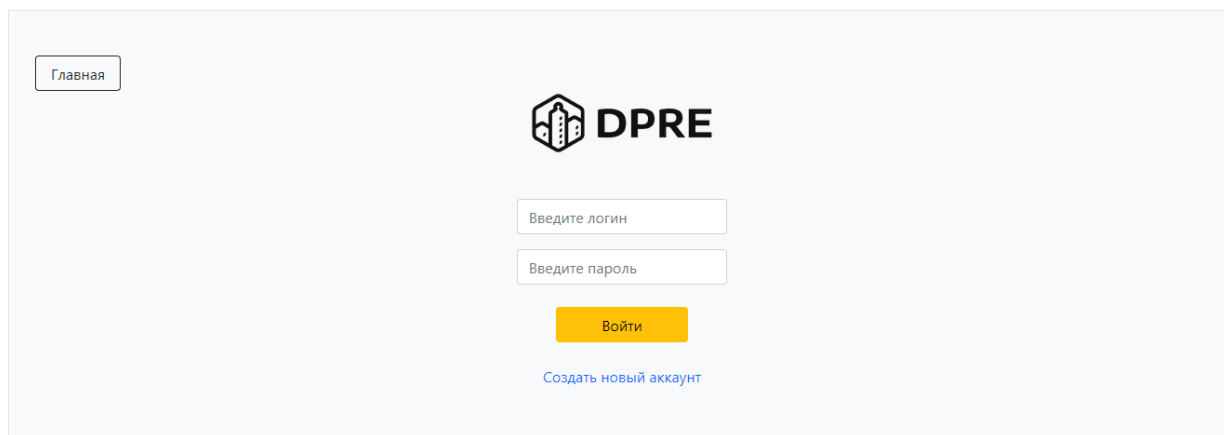 Главная
DPRE
Введите логин
Введите пароль
Войти
Создать новый аккаунт